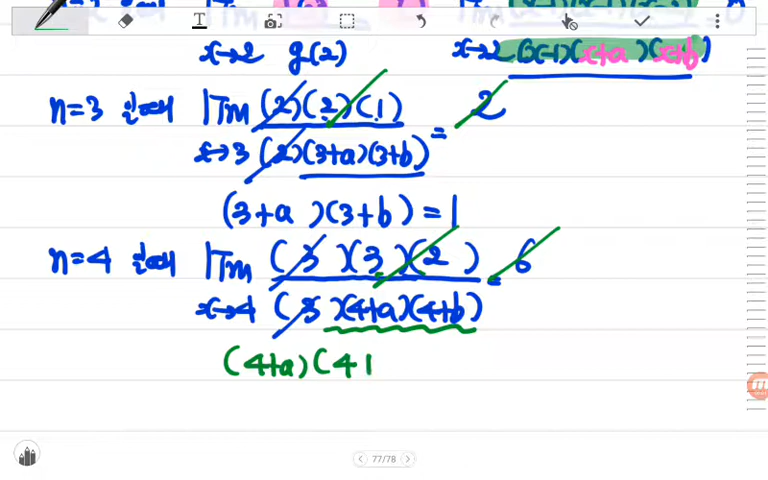 x→2 g(2) x→2 (x-1)(x+a)(x+b)
n=3 일때 lim (2)(2)(1) = 2
x→3 (2)(3+a)(3+b)
(3+a)(3+b)=1
n=4 일때 lim (3)(3)(2) = 6
x→4 (3)(4+a)(4+b)
(4+a)(4
77/78